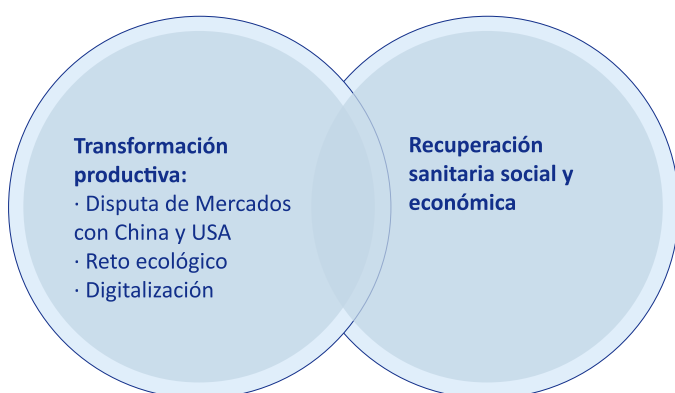 Transformación
productiva:
· Disputa de Mercados
con China y USA
· Reto ecológico
· Digitalización
Recuperación
sanitaria social y
económica